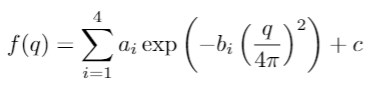 f(q) = \sum_{i=1}^{4} a_i \exp\left(-b_i \left(\frac{q}{4\pi}\right)^2\right) + c